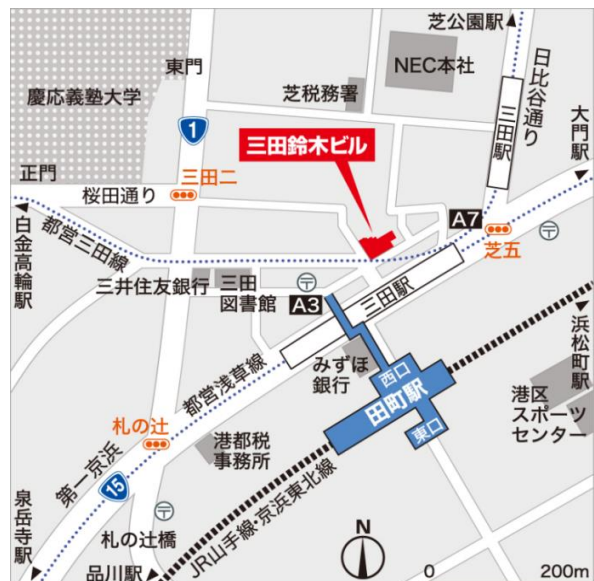 芝公園駅
東門
NEC本社
日比谷通り
慶応義塾大学
芝税務署
三田駅
大門駅
1
三田鈴木ビル
正門
三田二
桜田通り
A7
芝五
白金高輪駅
都営三田線
三井住友銀行
三田
図書館
A3
三田駅
浜松町駅
みずほ
銀行
西口
田町駅
東口
港区
スポーツ
センター
都営浅草線
札の辻
港都税
事務所
第一京浜
15
JR山手線・京浜東北線
泉岳寺駅
札の辻橋
品川駅
N
0
200m